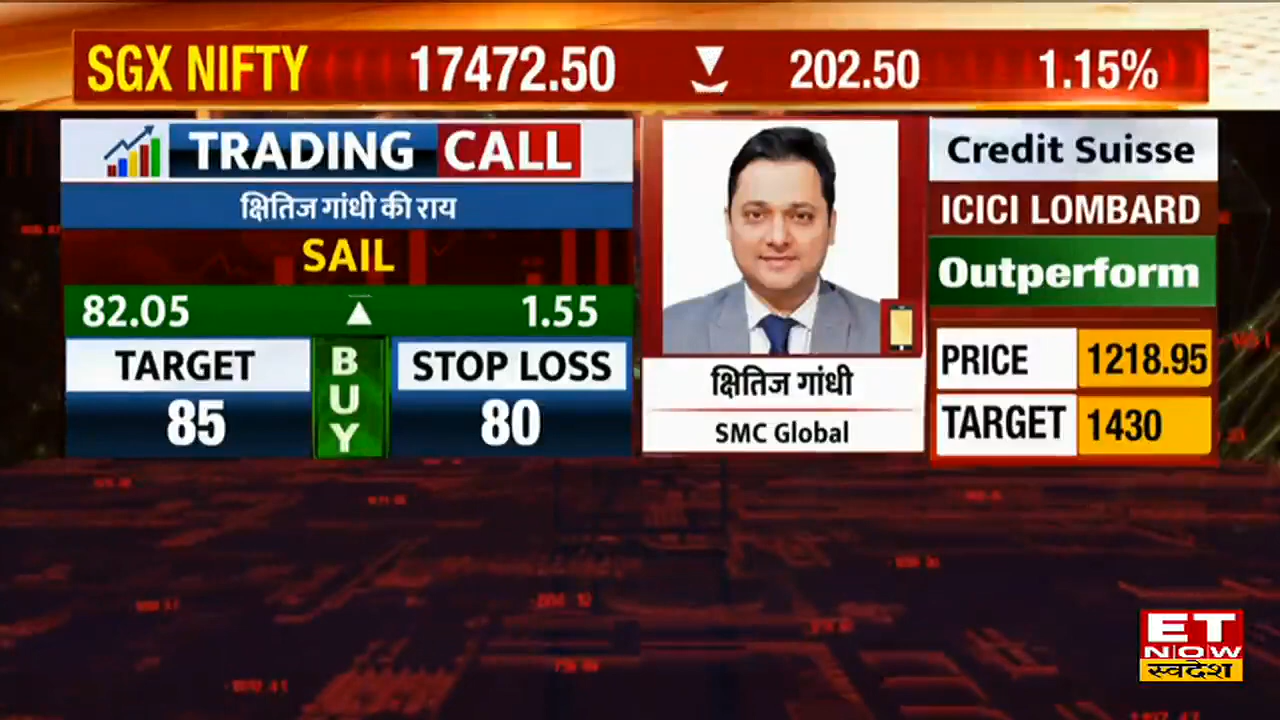 SGX NIFTY 17472.50 ▼ 202.50 1.15%
TRADING CALL
क्षितिज गांधी की राय
SAIL
82.05 ▲ 1.55
TARGET
85
BUY
STOP LOSS
80
क्षितिज गांधी
SMC Global
Credit Suisse
ICICI LOMBARD
Outperform
PRICE 1218.95
TARGET 1430
ET
NOW
स्वदेश